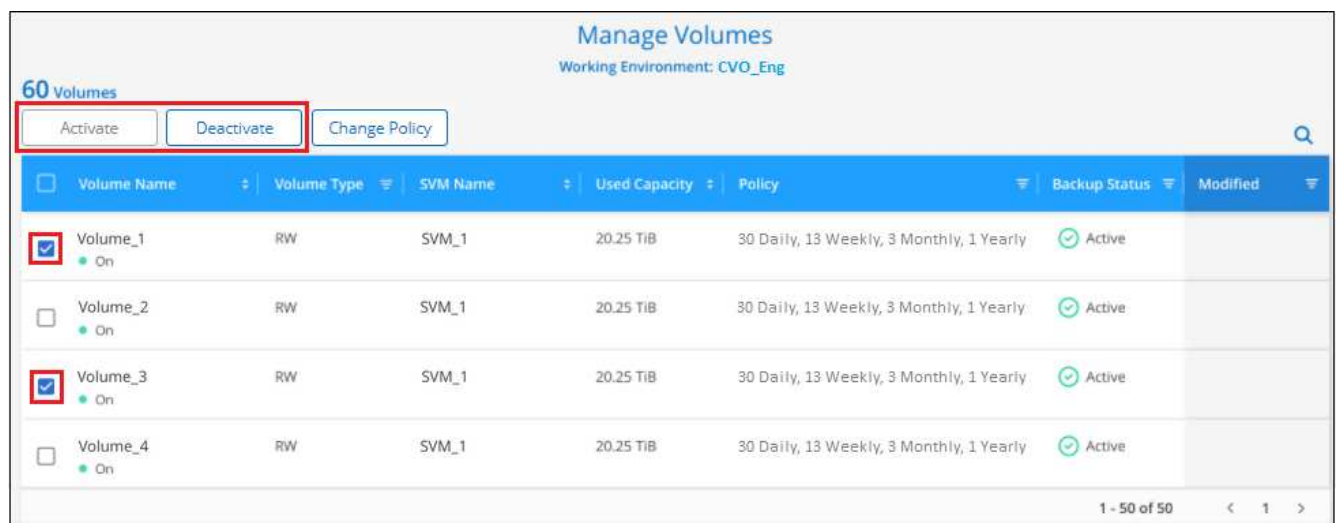 Manage Volumes
Working Environment: CVO_Eng
60 Volumes
Activate Deactivate Change Policy
Volume Name Volume Type SVM Name Used Capacity Policy Backup Status Modified
Volume_1 RW SVM_1 20.25 TiB 30 Daily, 13 Weekly, 3 Monthly, 1 Yearly Active
On
Volume_2 RW SVM_1 20.25 TiB 30 Daily, 13 Weekly, 3 Monthly, 1 Yearly Active
On
Volume_3 RW SVM_1 20.25 TiB 30 Daily, 13 Weekly, 3 Monthly, 1 Yearly Active
On
Volume_4 RW SVM_1 20.25 TiB 30 Daily, 13 Weekly, 3 Monthly, 1 Yearly Active
On
1 - 50 of 50 < 1 >